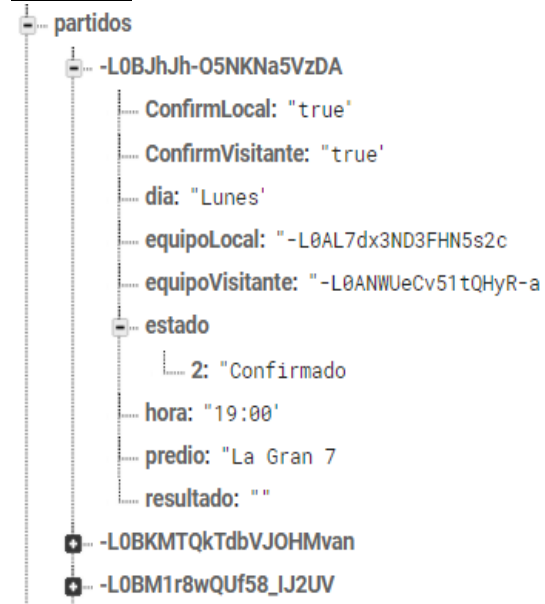 partidos
-L0BJhJh-O5NKNa5VzDA
ConfirmLocal: "true'
ConfirmVisitante: "true'
dia: "Lunes'
equipoLocal: "-L0AL7dx3ND3FHN5s2c
equipoVisitante: "-L0ANWUeCv51tQHyR-a
estado
2: "Confirmado
hora: "19:00'
predio: "La Gran 7
resultado: ""
-L0BKMTQkTdbVJOHMvan
-L0BM1r8wQUf58_IJ2UV